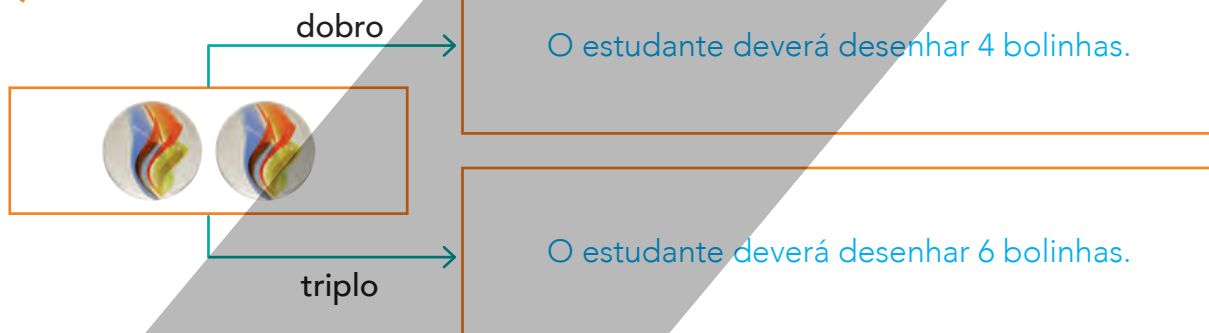 dobro
O estudante deverá desenhar 4 bolinhas.
O estudante deverá desenhar 6 bolinhas.
triplo